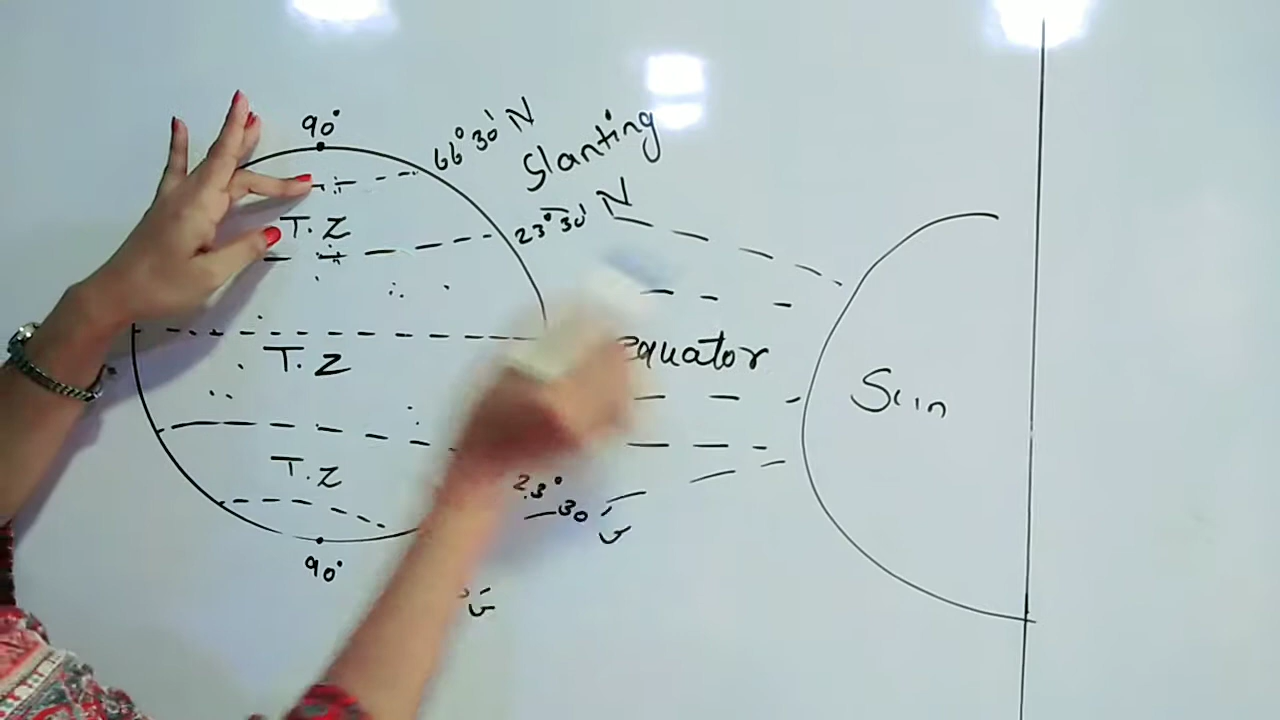 90°
66°30' N
Slanting
23°30' N
T.Z
equator
T.Z
Sun
T.Z
23°30
90°